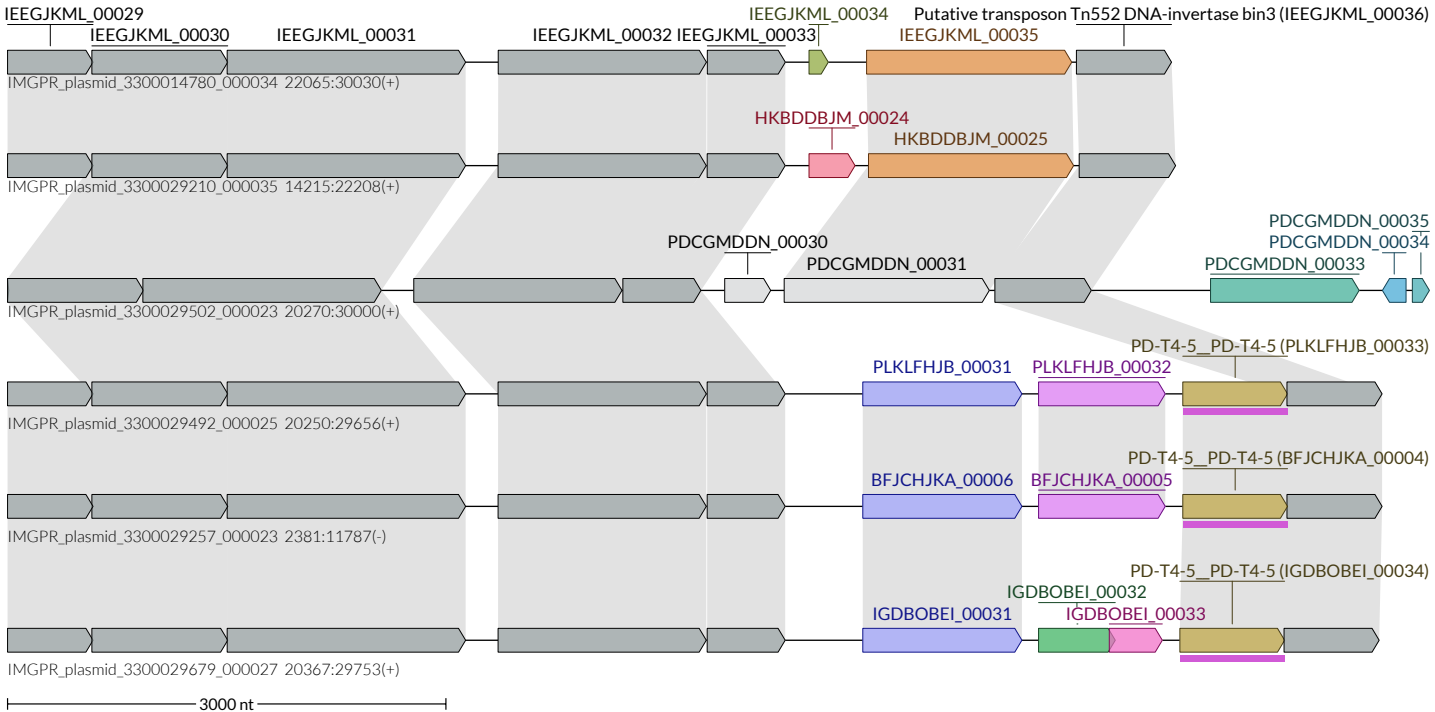 IEEGJKML_00029
IEEGJKML_00034
Putative transposon Tn552 DNA-invertase bin3 (IEEGJKML_00036)
IEEGJKML_00030
IEEGJKML_00031
IEEGJKML_00032
IEEGJKML_00033
IEEGJKML_00035
IMGPR_plasmid_3300014780_000034 22065:30030(+)
HKBDDBJM_00024
HKBDDBJM_00025
IMGPR_plasmid_3300029210_000035 14215:22208(+)
PDCGMDDN_00035
PDCGMDDN_00030
PDCGMDDN_00034
PDCGMDDN_00031
PDCGMDDN_00033
IMGPR_plasmid_3300029502_000023 20270:30000(+)
PD-T4-5__PD-T4-5 (PLKLFHJB_00033)
PLKLFHJB_00031
PLKLFHJB_00032
IMGPR_plasmid_3300029492_000025 20250:29656(+)
PD-T4-5__PD-T4-5 (BFJCHJKA_00004)
BFJCHJKA_00006
BFJCHJKA_00005
IMGPR_plasmid_3300029257_000023 2381:11787(-)
PD-T4-5__PD-T4-5 (IGDBOBEI_00034)
IGDBOBEI_00032
IGDBOBEI_00031
IGDBOBEI_00033
IMGPR_plasmid_3300029679_000027 20367:29753(+)
3000 nt